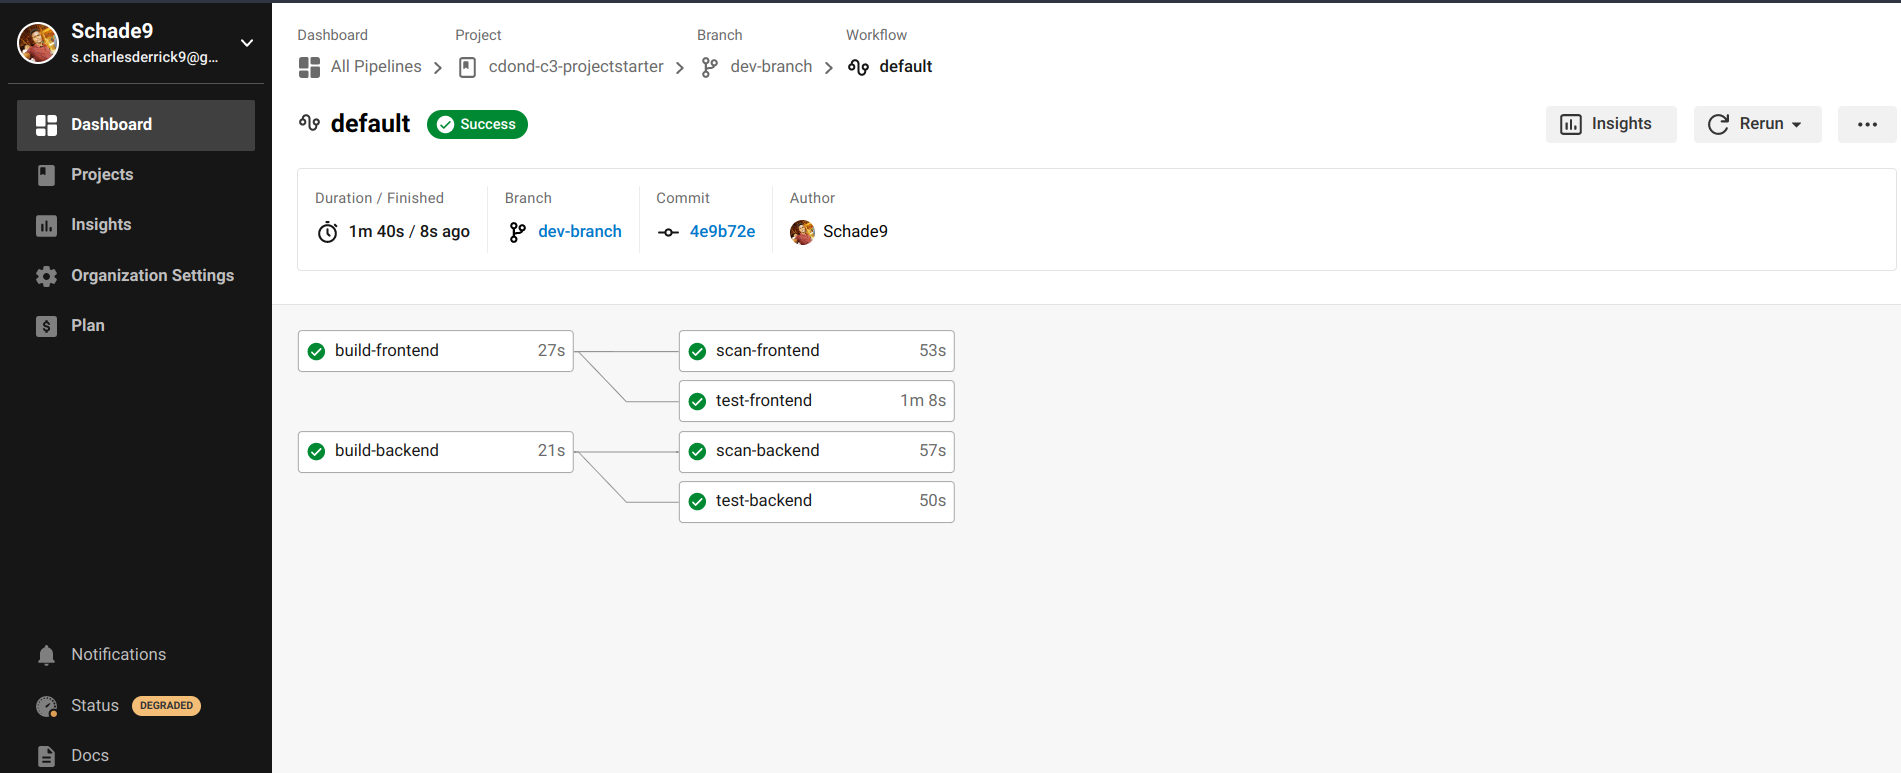 Schade9
s.charlesderrick9@g...
Dashboard
Projects
Insights
Organization Settings
Plan
Notifications
Status DEGRADED
Docs
Dashboard Project Branch Workflow
All Pipelines cdond-c3-projectstarter dev-branch default
default Success Insights Rerun
Duration / Finished Branch Commit Author
1m 40s / 8s ago dev-branch 4e9b72e Schade9
build-frontend 27s scan-frontend 53s
test-frontend 1m 8s
build-backend 21s scan-backend 57s
test-backend 50s